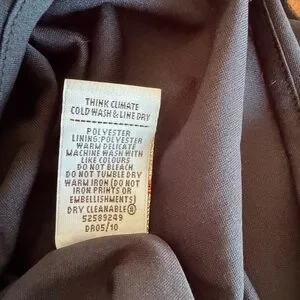 THINK CLIMATE
COLD WASH & LINE DRY
POLYESTER
LINING:POLYESTER
WARM DELICATE
MACHINE WASH WITH
LIKE COLOURS
DO NOT BLEACH
DO NOT TUMBLE DRY
WARM IRON (DO NOT
IRON PRINTS OR
EMBELLISHMENTS)
DRY CLEANABLE
52589249
DR05/10